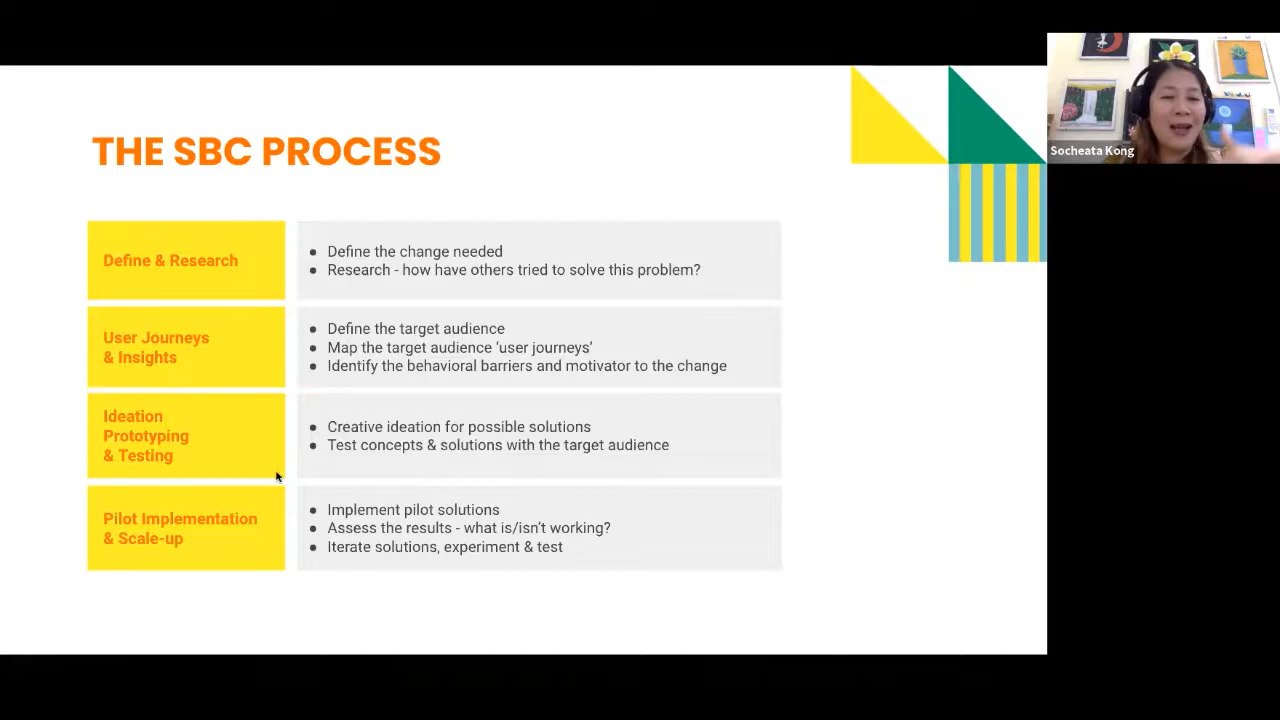 THE SBC PROCESS
Socheata Kong
Define & Research
Define the change needed
Research - how have others tried to solve this problem?
User Journeys
& Insights
Define the target audience
Map the target audience ‘user journeys’
Identify the behavioral barriers and motivator to the change
Ideation
Prototyping
& Testing
Creative ideation for possible solutions
Test concepts & solutions with the target audience
Pilot Implementation
& Scale-up
Implement pilot solutions
Assess the results - what is/isn’t working?
Iterate solutions, experiment & test